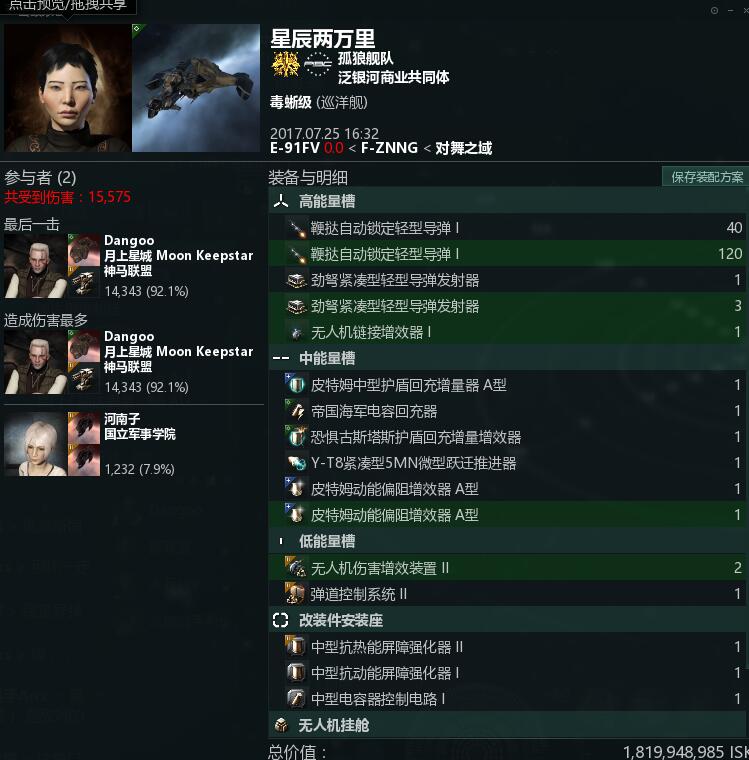 点击预览/拖拽共享
星辰两万里
孤狼舰队
泛银河商业共同体
毒蜥级 (巡洋舰)
2017.07.25 16:32
E-91FV 0.0 < F-ZNNG < 对舞之域
参与者 (2)
共受到伤害：15,575
最后一击
Dangoo
月上星城 Moon Keepstar
神马联盟
14,343 (92.1%)
造成伤害最多
Dangoo
月上星城 Moon Keepstar
神马联盟
14,343 (92.1%)
河南子
国立军事学院
1,232 (7.9%)
装备与明细
保存装配方案
高能量槽
鞭挞自动锁定轻型导弹 I 40
鞭挞自动锁定轻型导弹 I 120
劲弩紧凑型轻型导弹发射器 1
劲弩紧凑型轻型导弹发射器 3
无人机链接增效器 I 1
中能量槽
皮特姆中型护盾回充增量器 A型 1
帝国海军电容回充器 1
恐惧古斯塔斯护盾回充增量增效器 1
Y-T8紧凑型5MN微型跃迁推进器 1
皮特姆动能偏阻增效器 A型 1
皮特姆动能偏阻增效器 A型 1
低能量槽
无人机伤害增效装置 II 2
弹道控制系统 II 1
改装件安装座
中型抗热能屏障强化器 II 1
中型抗动能屏障强化器 I 1
中型电容器控制电路 I 1
无人机挂舱
总价值： 1,819,948,985 ISK